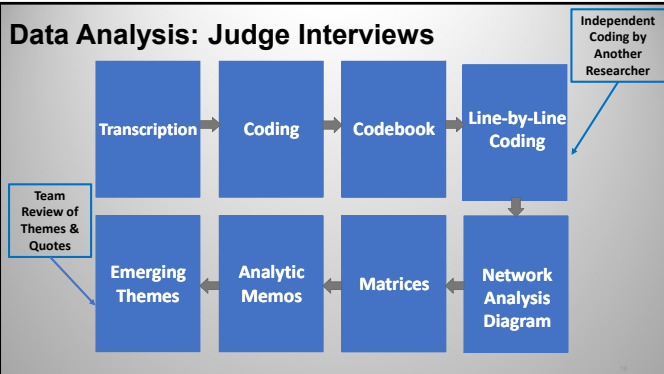 Data Analysis: Judge Interviews
Independent
Coding by
Another
Researcher
Transcription
Coding
Codebook
Line-by-Line
Coding
Team
Review of
Themes &
Quotes
Emerging
Themes
Analytic
Memos
Matrices
Network
Analysis
Diagram